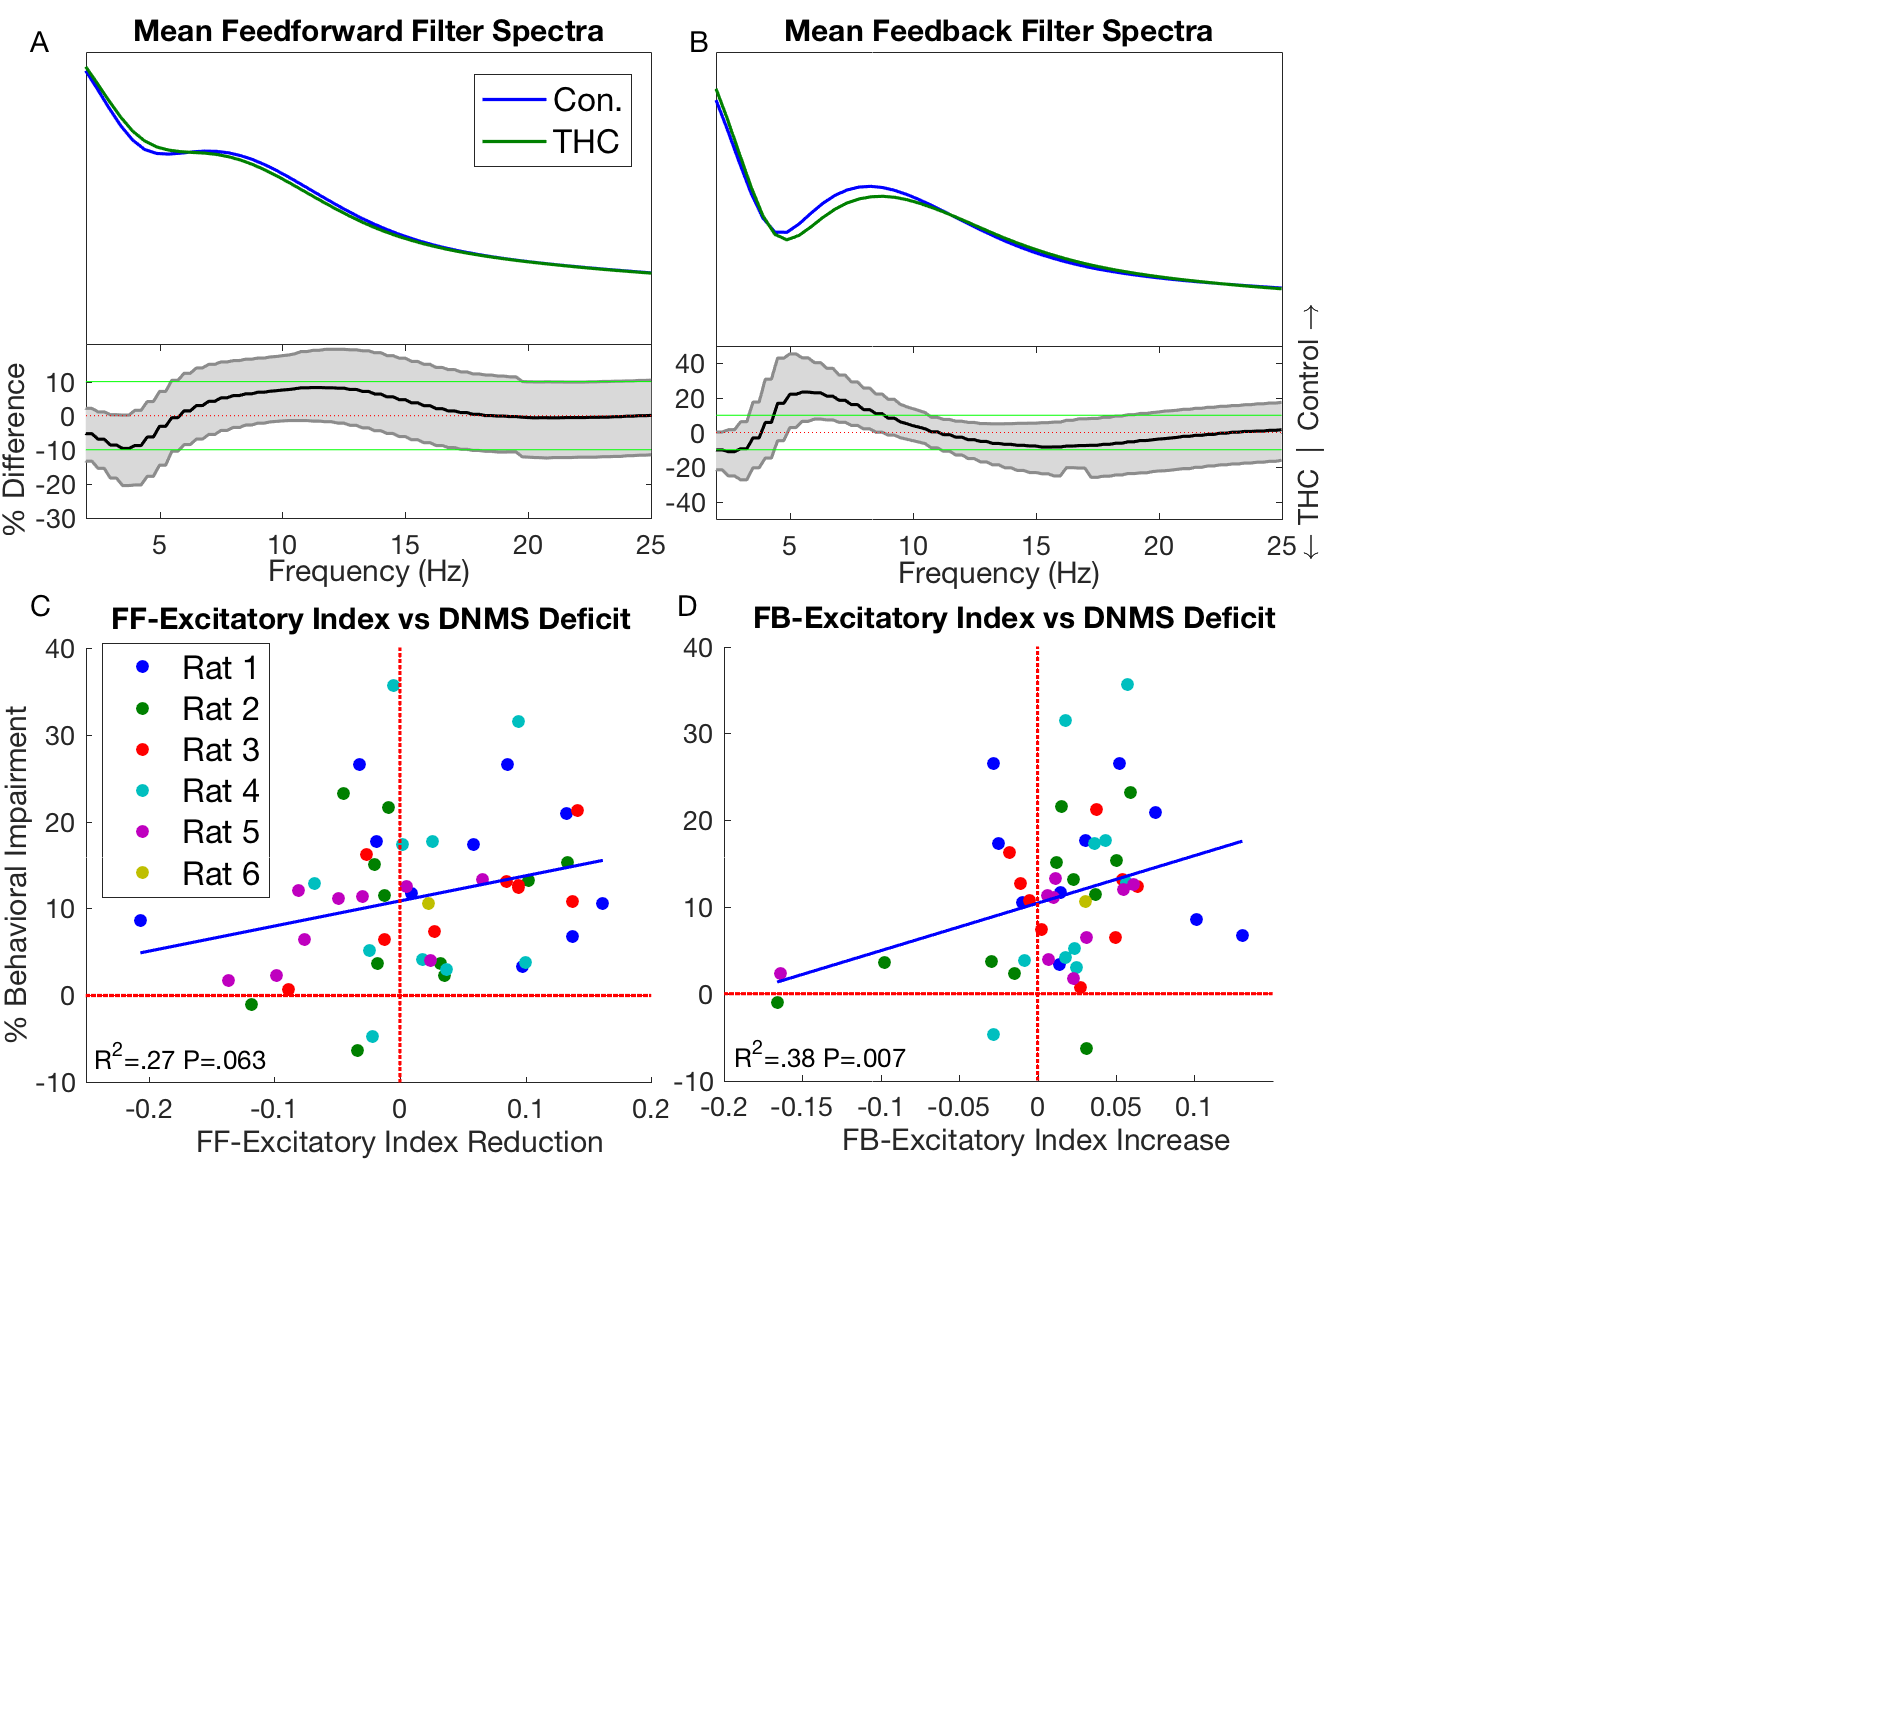 A
Mean Feedforward Filter Spectra
Con.
THC
% Difference
10
0
-10
-20
-30
5
10
15
20
25
Frequency (Hz)
B
Mean Feedback Filter Spectra
40
20
0
-20
-40
5
10
15
20
25
Frequency (Hz)
← THC | Control →
C
FF-Excitatory Index vs DNMS Deficit
Rat 1
Rat 2
Rat 3
Rat 4
Rat 5
Rat 6
% Behavioral Impairment
40
30
20
10
0
-10
R²=.27 P=.063
-0.2
-0.1
0
0.1
0.2
FF-Excitatory Index Reduction
D
FB-Excitatory Index vs DNMS Deficit
40
30
20
10
0
-10
R²=.38 P=.007
-0.2
-0.15
-0.1
-0.05
0
0.05
0.1
FB-Excitatory Index Increase